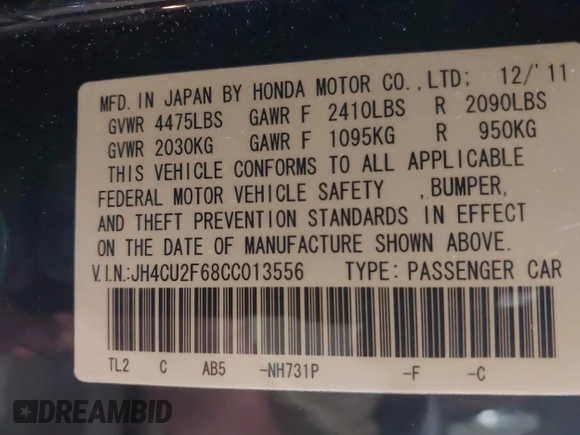 MFD. IN JAPAN BY HONDA MOTOR CO.,LTD; 12/'11
GVWR 4475LBS GAWR F 2410LBS R 2090LBS
GVWR 2030KG GAWR F 1095KG R 950KG
THIS VEHICLE CONFORMS TO ALL APPLICABLE
FEDERAL MOTOR VEHICLE SAFETY ,BUMPER,
AND THEFT PREVENTION STANDARDS IN EFFECT
ON THE DATE OF MANUFACTURE SHOWN ABOVE.
V.I.N.:JH4CU2F68CC013556 TYPE: PASSENGER CAR
TL2 C AB5 -NH731P -F -C
DREAMBID